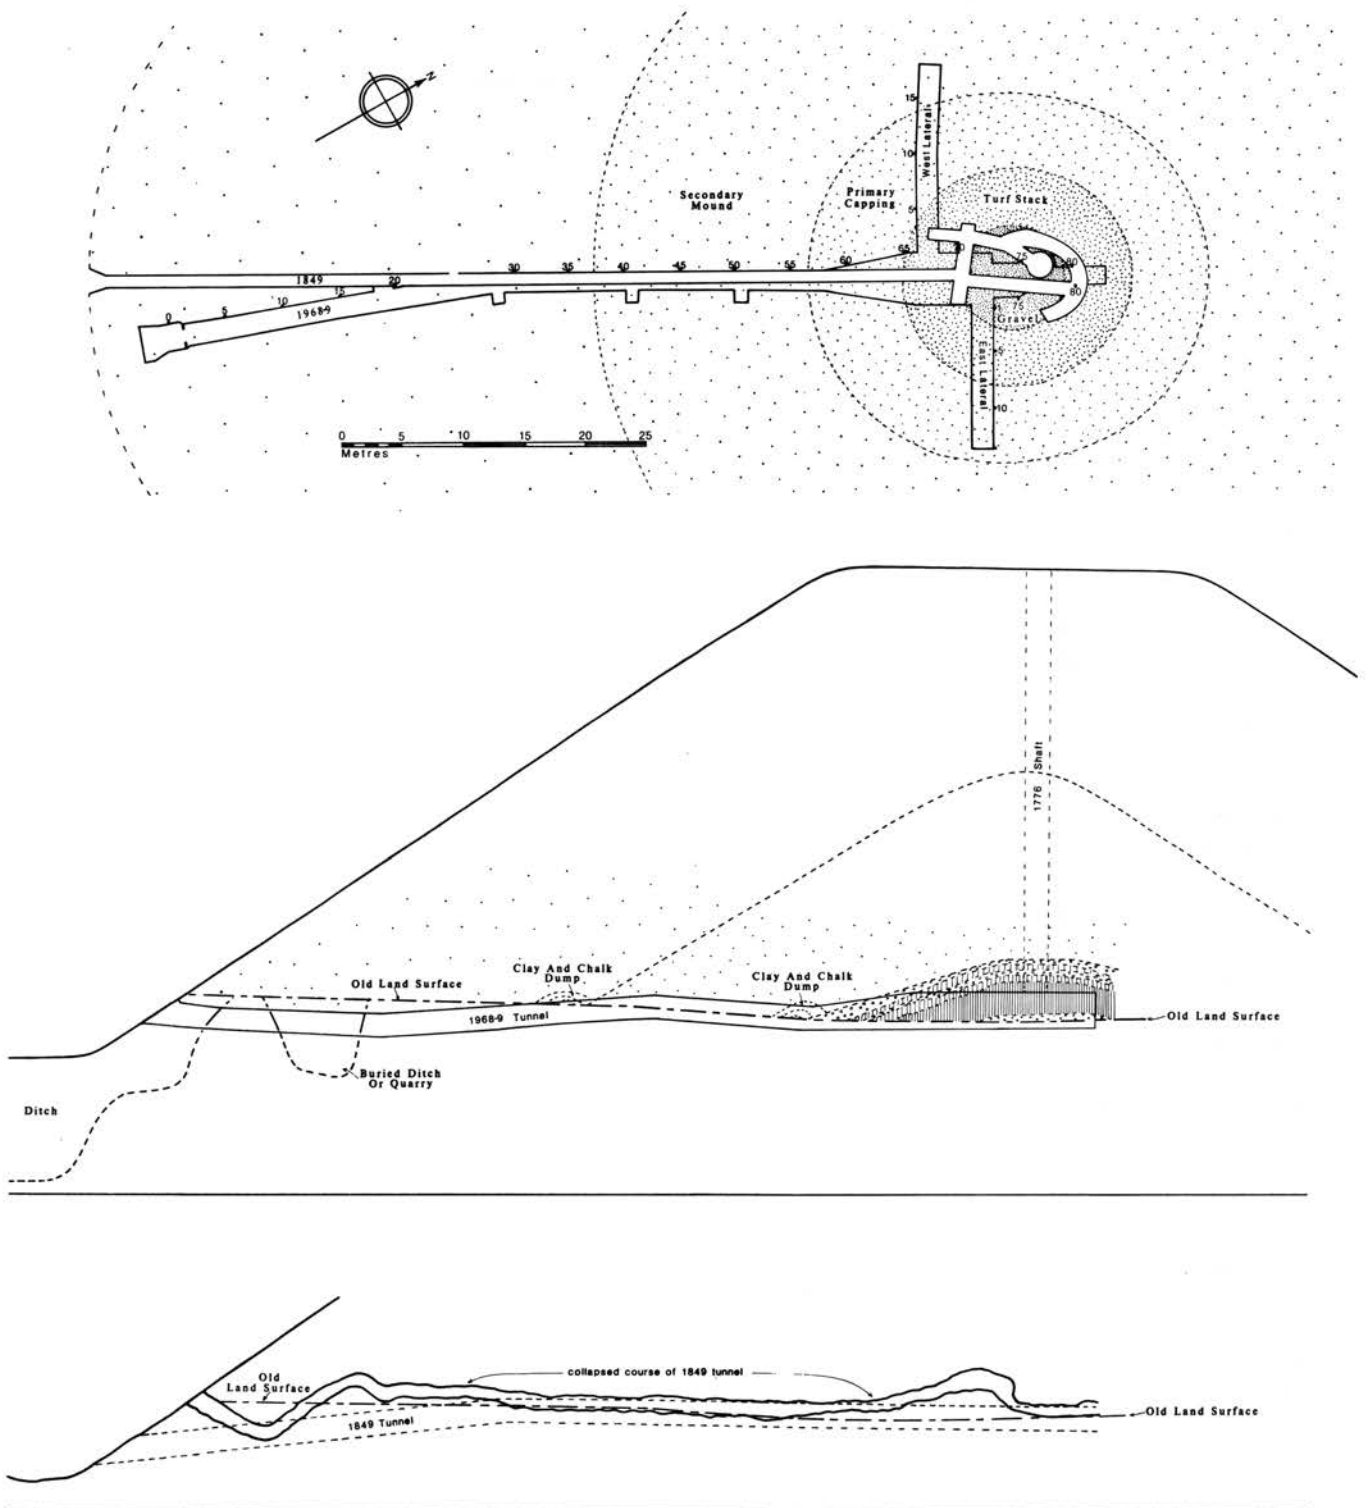 N
15
West Lateral
10
5
Secondary
Mound
Primary
Capping
Turf Stack
65
60
55
50
45
40
35
30
1849
20
15
10
5
0
1968-9
70
75
80
80
75
Gravel
5
East Lateral
10
0 5 10 15 20 25
Metres
1776 Shaft
Clay And Chalk
Dump
Clay And Chalk
Dump
Old Land Surface
1968-9 Tunnel
Old Land Surface
Buried Ditch
Or Quarry
Ditch
collapsed course of 1849 tunnel
Old
Land Surface
1849 Tunnel
Old Land Surface